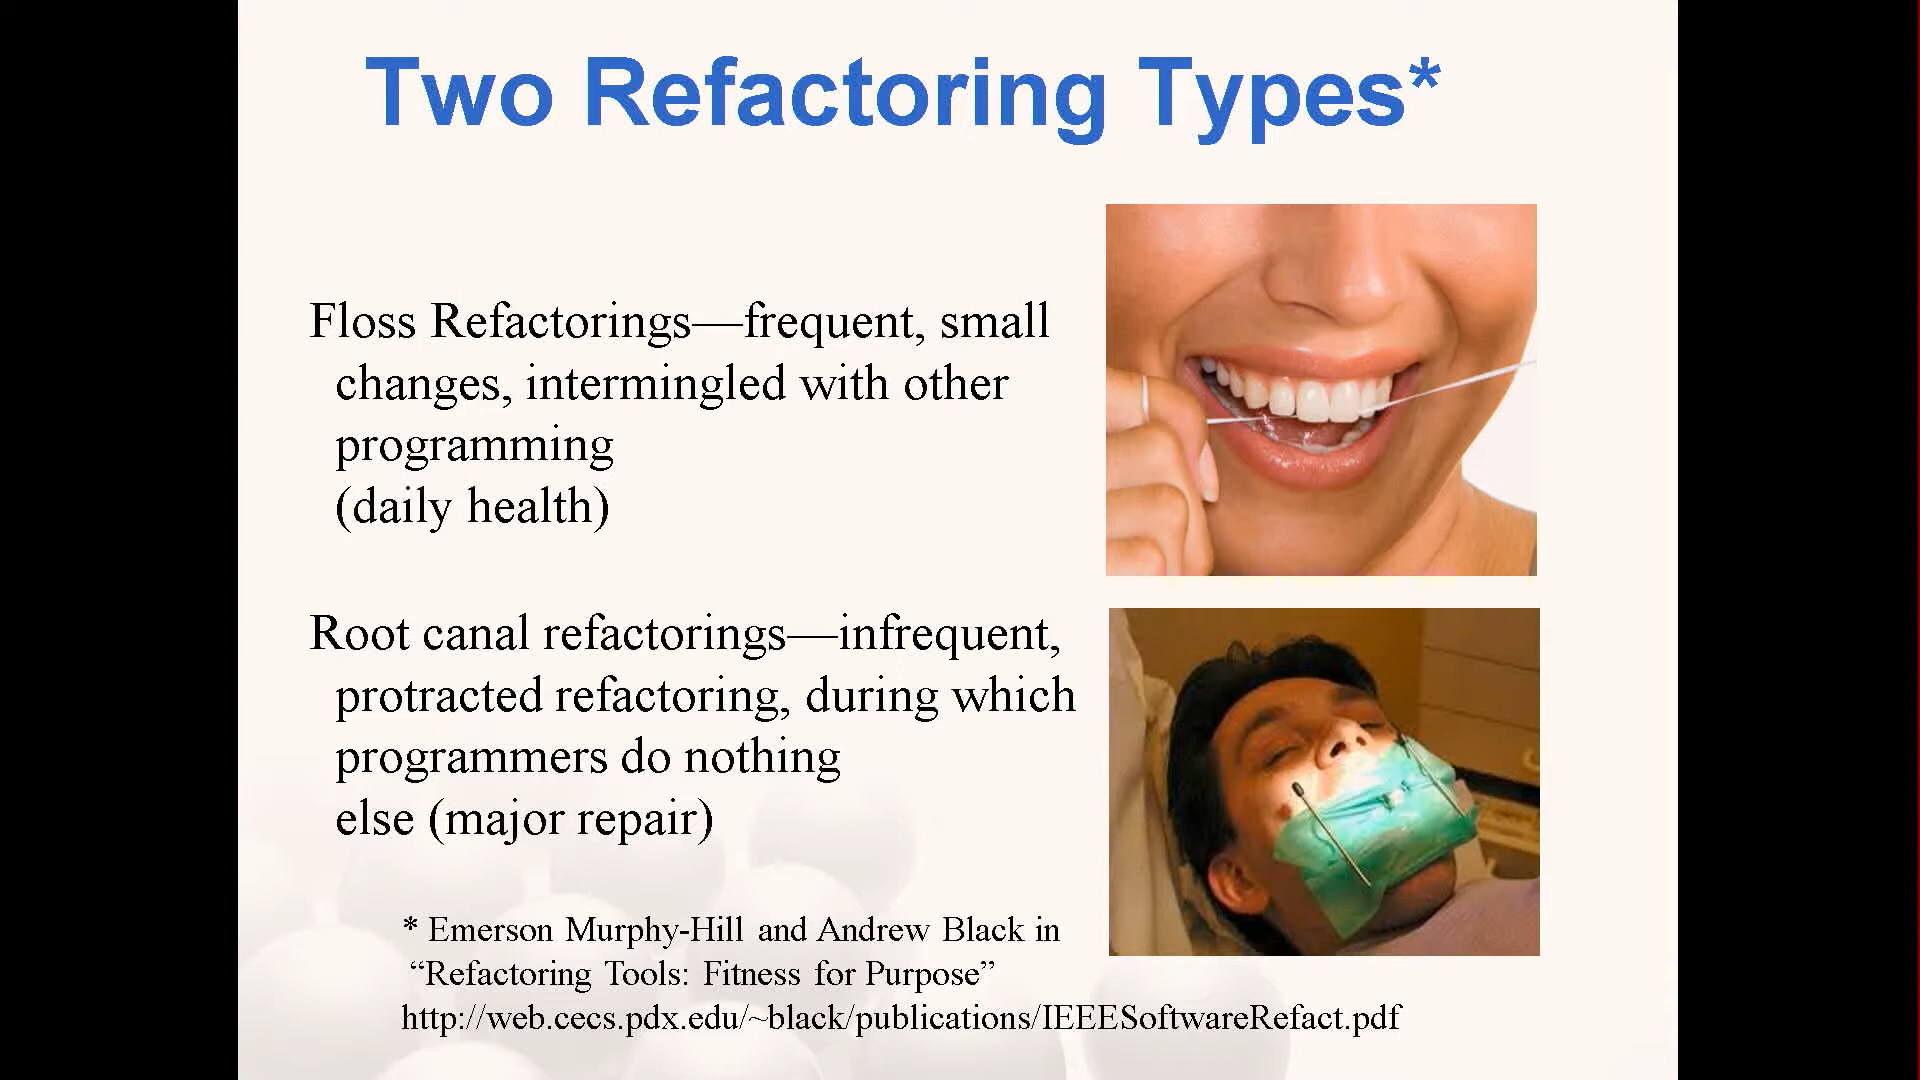 Two Refactoring Types*
Floss Refactorings—frequent, small
changes, intermingled with other
programming
(daily health)
Root canal refactorings—infrequent,
protracted refactoring, during which
programmers do nothing
else (major repair)
* Emerson Murphy-Hill and Andrew Black in
“Refactoring Tools: Fitness for Purpose”
http://web.cecs.pdx.edu/~black/publications/IEEESoftwareRefact.pdf